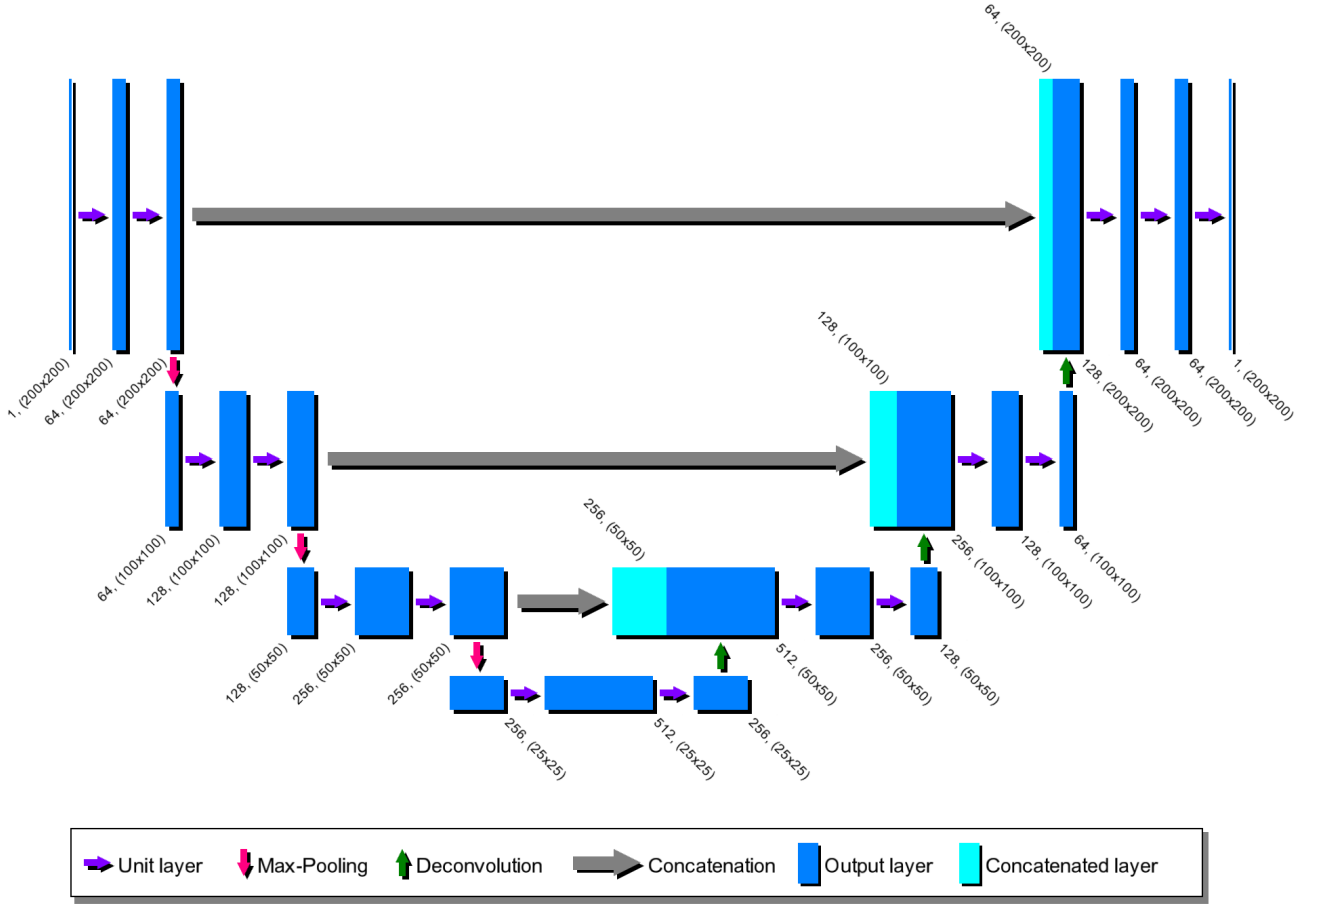 64, (200x200)
1, (200x200)
64, (200x200)
64, (200x200)
128, (200x200)
64, (200x200)
64, (200x200)
1, (200x200)
128, (100x100)
64, (100x100)
128, (100x100)
128, (100x100)
256, (100x100)
128, (100x100)
64, (100x100)
256, (50x50)
128, (50x50)
256, (50x50)
256, (50x50)
512, (50x50)
256, (50x50)
128, (50x50)
256, (25x25)
512, (25x25)
256, (25x25)
Unit layer
Max-Pooling
Deconvolution
Concatenation
Output layer
Concatenated layer